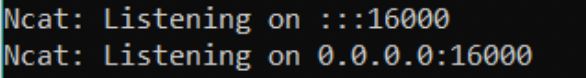 Ncat: Listening on :::16000
Ncat: Listening on 0.0.0.0:16000